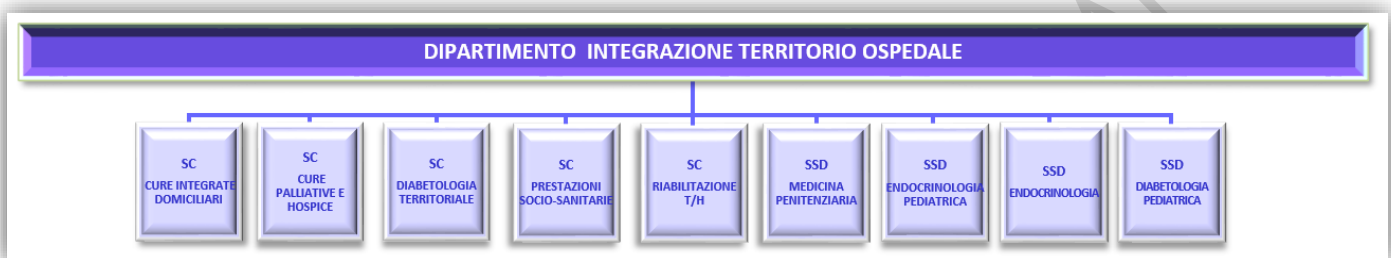 DIPARTIMENTO INTEGRAZIONE TERRITORIO OSPEDALE
SC
CURE INTEGRATE
DOMICILIARI
SC
CURE
PALLIATIVE E
HOSPICE
SC
DIABETOLOGIA
TERRITORIALE
SC
PRESTAZIONI
SOCIO-SANITARIE
SC
RIABILITAZIONE
T/H
SSD
MEDICINA
PENITENZIARIA
SSD
ENDOCRINOLOGIA
PEDIATRICA
SSD
ENDOCRINOLOGIA
SSD
DIABETOLOGIA
PEDIATRICA